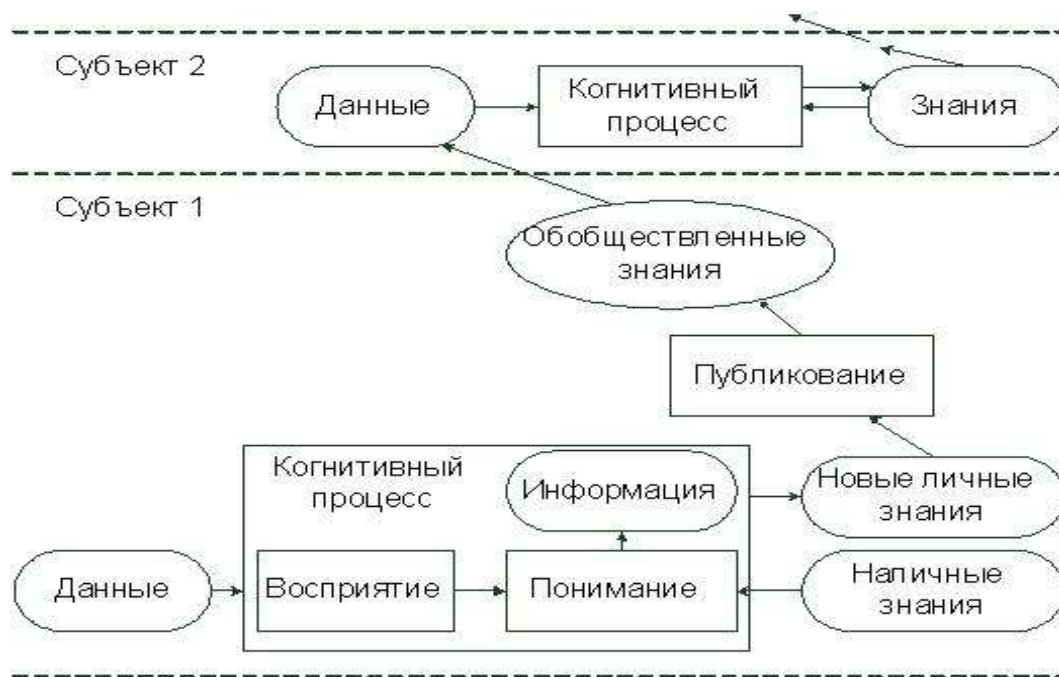 Субъект 2
Данные
Когнитивный
процесс
Знания
Субъект 1
Обобществленные
знания
Публикование
Когнитивный
процесс
Информация
Новые личные
знания
Данные
Восприятие
Понимание
Наличные
знания